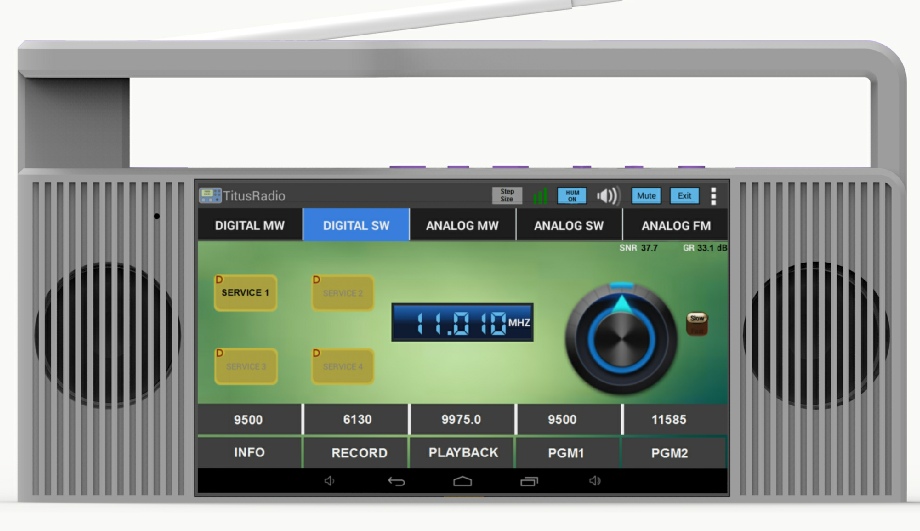 TitusRadio
Step Size
HUM ON
Mute
Exit
DIGITAL MW
DIGITAL SW
ANALOG MW
ANALOG SW
ANALOG FM
SNR 37.7
GR 33.1 dB
D
SERVICE 1
D
SERVICE 2
11.010 MHZ
Slow
D
SERVICE 3
D
SERVICE 4
9500
6130
9975.0
9500
11585
INFO
RECORD
PLAYBACK
PGM1
PGM2